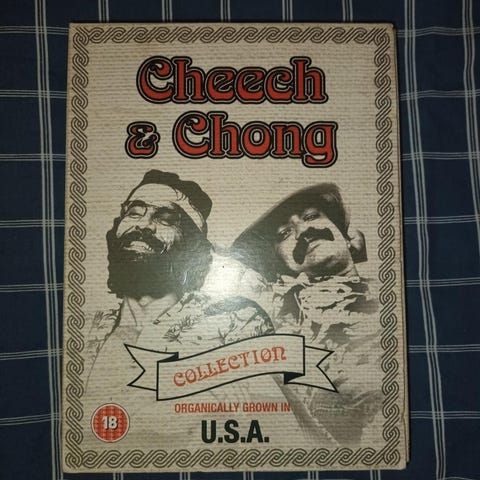 Cheech
& Chong
COLLECTION
ORGANICALLY GROWN IN
U.S.A.
18